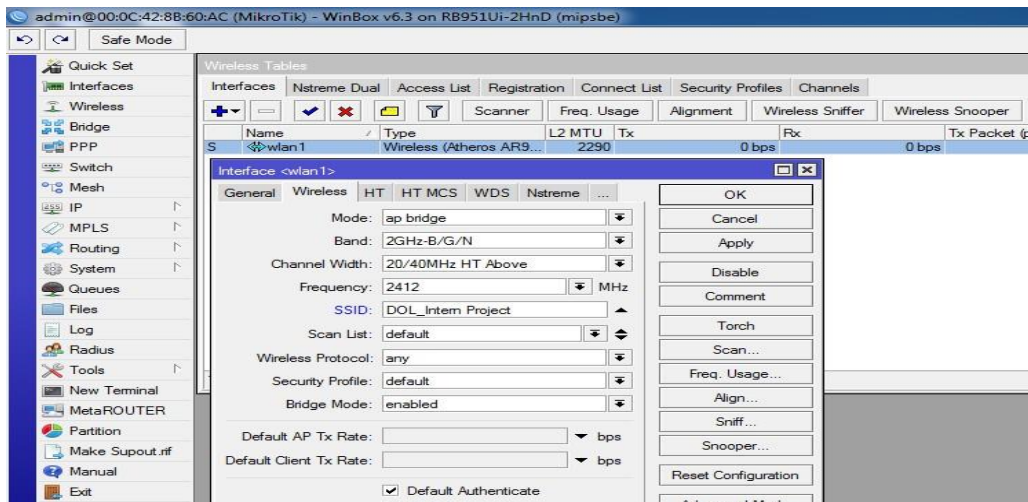 admin@00:0C:42:8B:60:AC (MikroTik) - WinBox v6.3 on RB951Ui-2HnD (mipsbe)
Safe Mode
Quick Set
Interfaces
Wireless
Bridge
PPP
Switch
Mesh
IP
MPLS
Routing
System
Queues
Files
Log
Radius
Tools
New Terminal
MetaROUTER
Partition
Make Supout.rif
Manual
Exit
Wireless Tables
Interfaces Nstreme Dual Access List Registration Connect List Security Profiles Channels
Scanner Freq. Usage Alignment Wireless Sniffer Wireless Snooper
Name Type L2 MTU Tx Rx Tx Packet (p
S wlan1 Wireless (Atheros AR9... 2290 0 bps 0 bps
Interface <wlan1>
General Wireless HT HT MCS WDS Nstreme ...
Mode: ap bridge
Band: 2GHz-B/G/N
Channel Width: 20/40MHz HT Above
Frequency: 2412 MHz
SSID: DOL_Intern Project
Scan List: default
Wireless Protocol: any
Security Profile: default
Bridge Mode: enabled
Default AP Tx Rate: bps
Default Client Tx Rate: bps
Default Authenticate
OK
Cancel
Apply
Disable
Comment
Torch
Scan...
Freq. Usage...
Align...
Sniff...
Snooper...
Reset Configuration